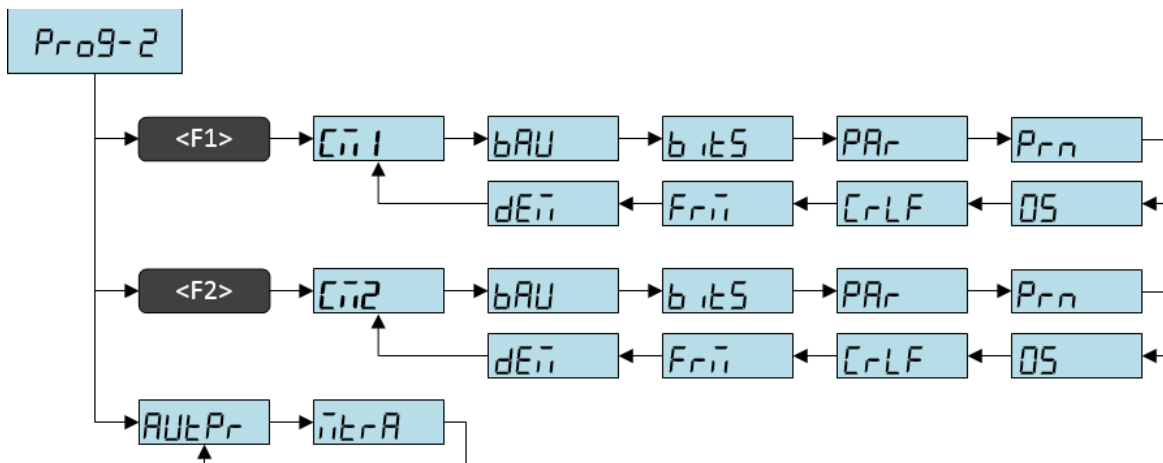 Prog-2
<F1> CM1 bAU bitS PAr Prn
dEM FrM CrLF OS
<F2> CM2 bAU bitS PAr Prn
dEM FrM CrLF OS
AUtPr MtrA